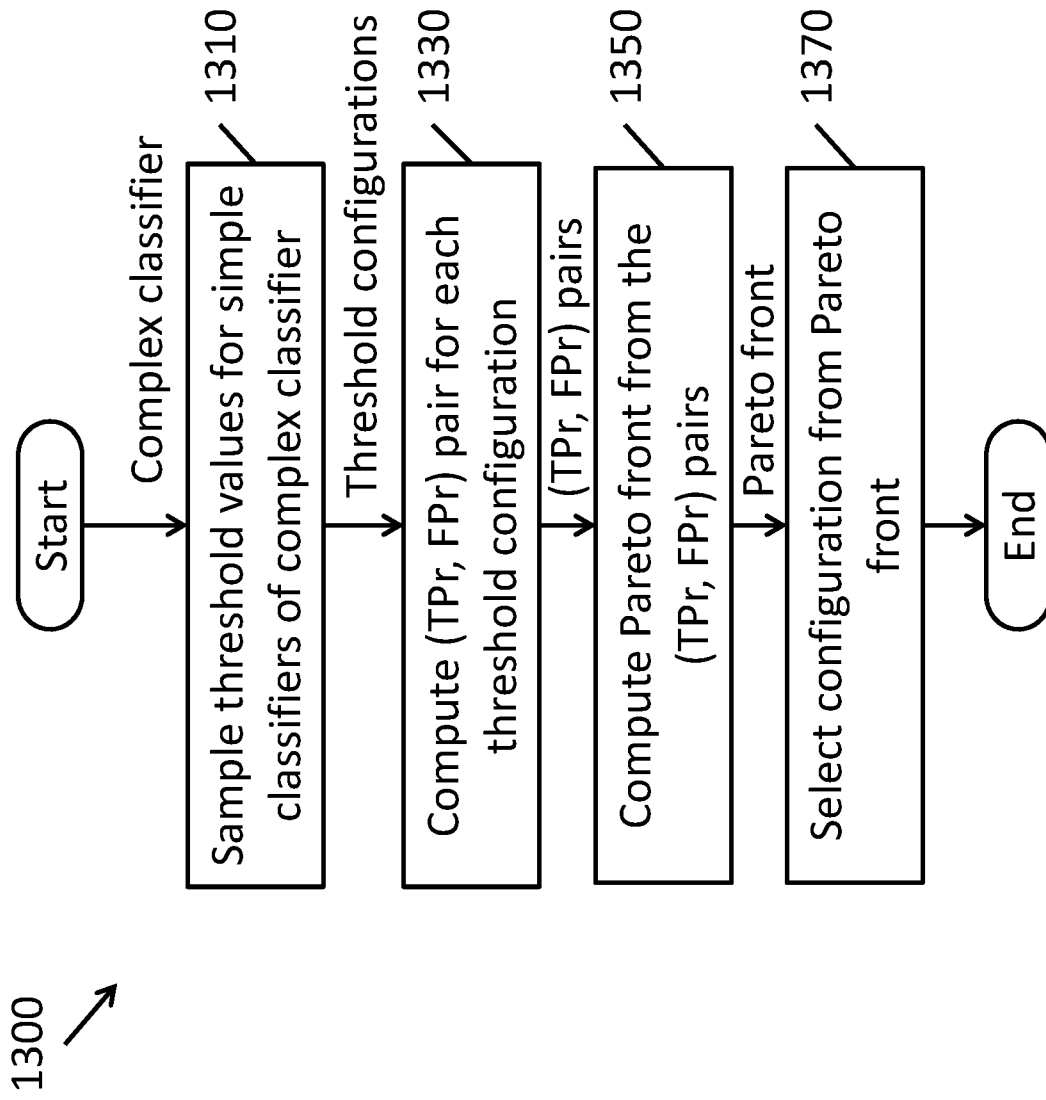 1300
Start
Complex classifier
Sample threshold values for simple
classifiers of complex classifier
1310
Threshold configurations
Compute (TPr, FPr) pair for each
threshold configuration
1330
(TPr, FPr) pairs
Compute Pareto front from the
(TPr, FPr) pairs
1350
Pareto front
Select configuration from Pareto
front
1370
End